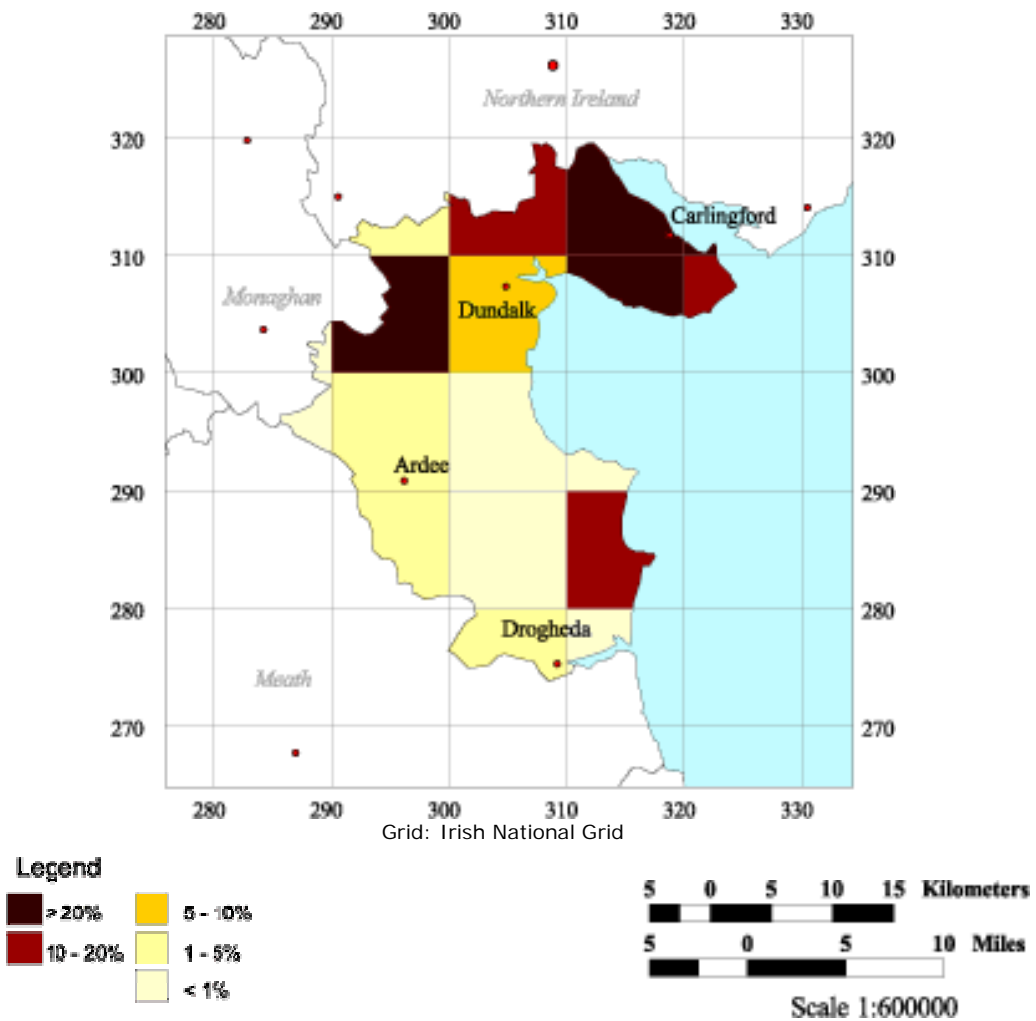 280 290 300 310 320 330
Northern Ireland
320 320
Carlingford
310 310
Monaghan
Dundalk
300 300
Ardee
290 290
280 280
Drogheda
Meath
270 270
280 290 300 310 320 330
Grid: Irish National Grid
Legend
> 20% 5 - 10%
10 - 20% 1 - 5%
< 1%
5 0 5 10 15 Kilometers
5 0 5 10 Miles
Scale 1:600000